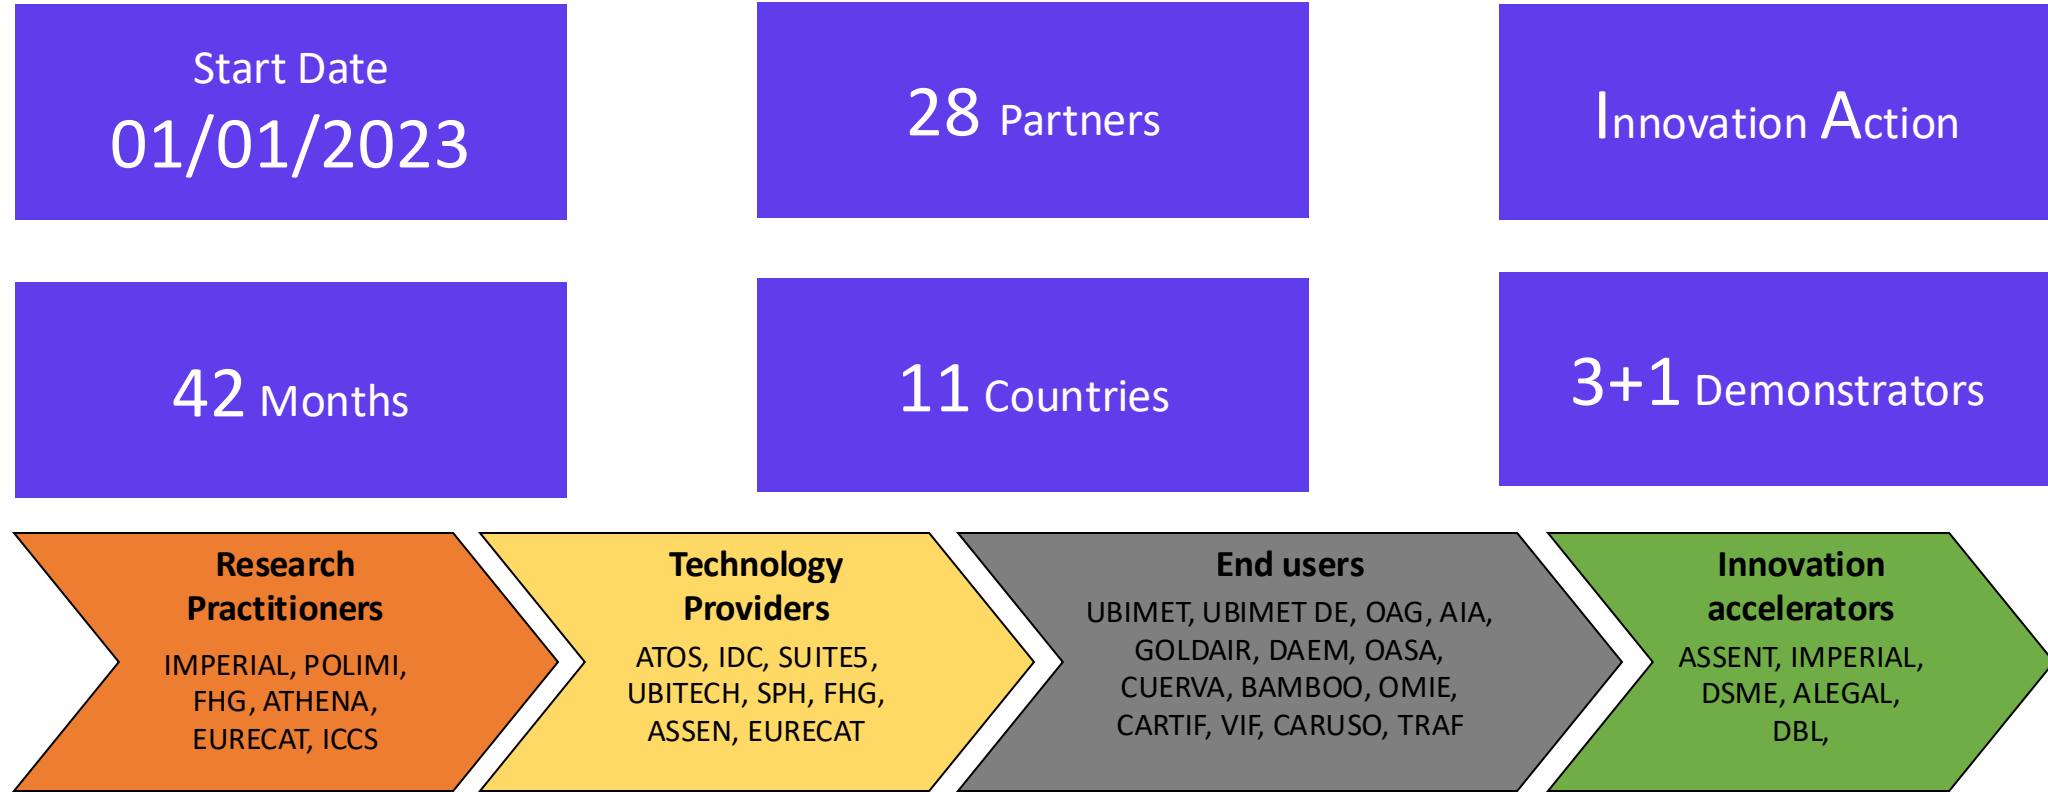 Start Date
01/01/2023
28 Partners
Innovation Action
42 Months
11 Countries
3+1 Demonstrators
Research
Practitioners
IMPERIAL, POLIMI,
FHG, ATHENA,
EURECAT, ICCS
Technology
Providers
ATOS, IDC, SUITE5,
UBITECH, SPH, FHG,
ASSEN, EURECAT
End users
UBIMET, UBIMET DE, OAG, AIA,
GOLDAIR, DAEM, OASA,
CUERVA, BAMBOO, OMIE,
CARTIF, VIF, CARUSO, TRAF
Innovation
accelerators
ASSENT, IMPERIAL,
DSME, ALEGAL,
DBL,